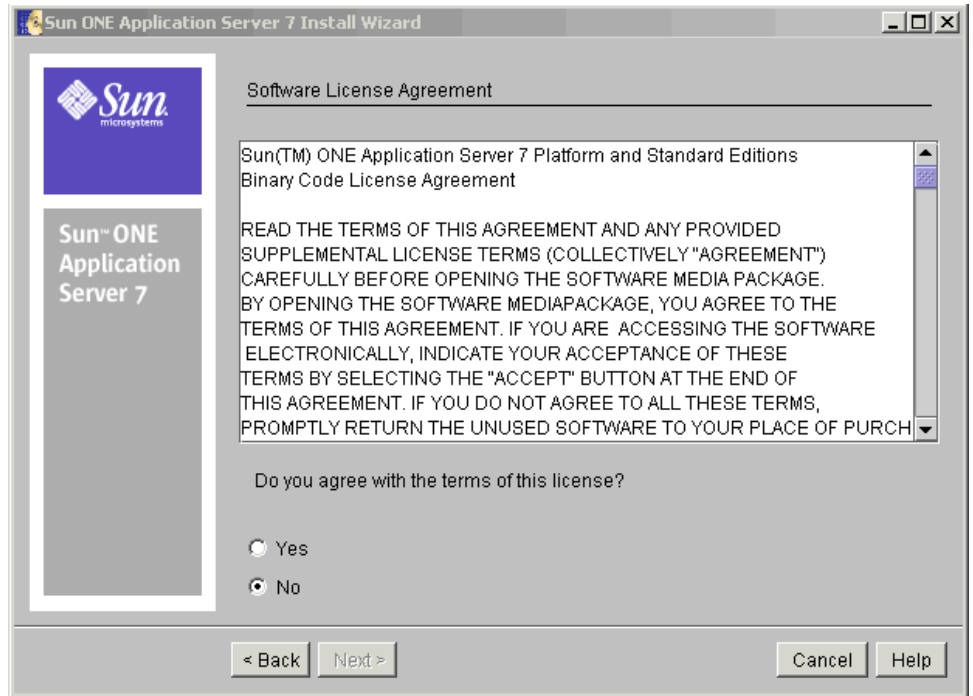 Sun ONE Application Server 7 Install Wizard
Sun
microsystems
Sun™ ONE
Application
Server 7
Software License Agreement
Sun(TM) ONE Application Server 7 Platform and Standard Editions
Binary Code License Agreement
READ THE TERMS OF THIS AGREEMENT AND ANY PROVIDED
SUPPLEMENTAL LICENSE TERMS (COLLECTIVELY "AGREEMENT")
CAREFULLY BEFORE OPENING THE SOFTWARE MEDIA PACKAGE.
BY OPENING THE SOFTWARE MEDIAPACKAGE, YOU AGREE TO THE
TERMS OF THIS AGREEMENT. IF YOU ARE  ACCESSING THE SOFTWARE
ELECTRONICALLY, INDICATE YOUR ACCEPTANCE OF THESE
TERMS BY SELECTING THE "ACCEPT" BUTTON AT THE END OF
THIS AGREEMENT. IF YOU DO NOT AGREE TO ALL THESE TERMS,
PROMPTLY RETURN THE UNUSED SOFTWARE TO YOUR PLACE OF PURCH
Do you agree with the terms of this license?
Yes
No
< Back
Next >
Cancel
Help